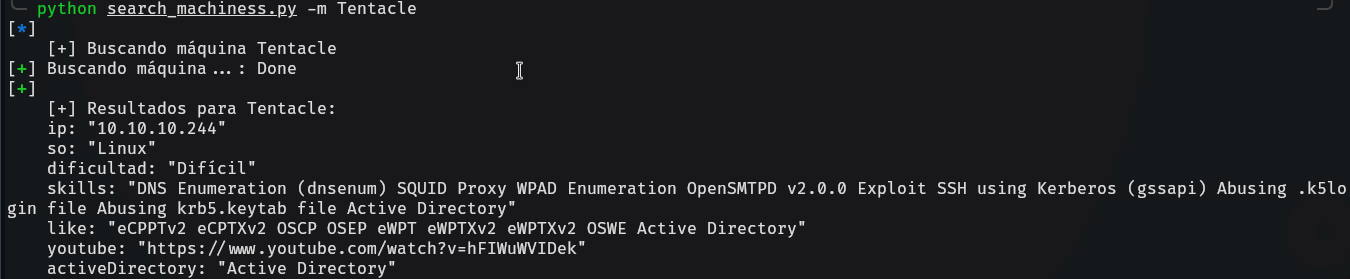 python search_machiness.py -m Tentacle
[*]
[+] Buscando máquina Tentacle
[+] Buscando máquina...: Done
[+]
[+] Resultados para Tentacle:
ip: "10.10.10.244"
so: "Linux"
dificultad: "Difícil"
skills: "DNS Enumeration (dnsenum) SQUID Proxy WPAD Enumeration OpenSMTPD v2.0.0 Exploit SSH using Kerberos (gssapi) Abusing .k5lo
gin file Abusing krb5.keytab file Active Directory"
like: "eCPPTv2 eCPTXv2 OSCP OSEP eWPT eWPTXv2 eWPTXv2 OSWE Active Directory"
youtube: "https://www.youtube.com/watch?v=hFIWuWVIDek"
activeDirectory: "Active Directory"